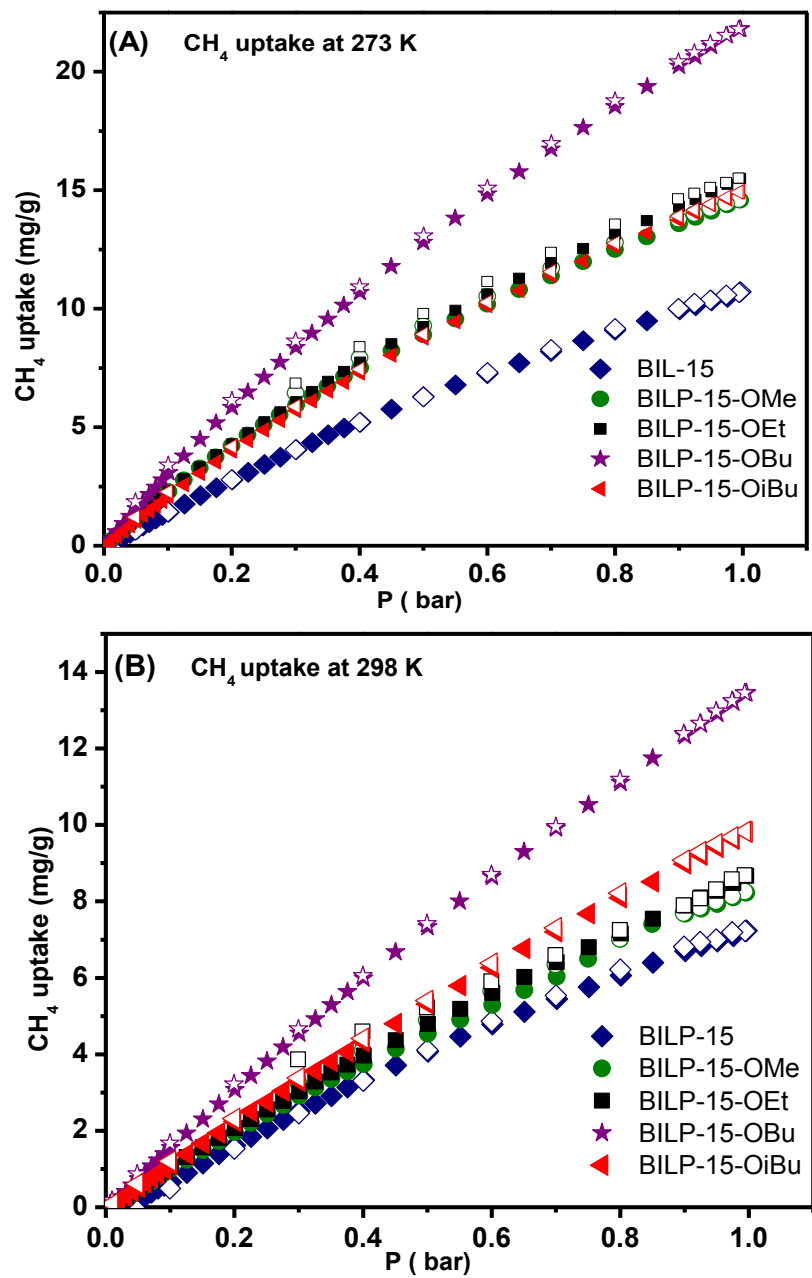 (A) CH4 uptake at 273 K
CH4 uptake (mg/g)
20
15
10
5
0
BIL-15
BILP-15-OMe
BILP-15-OEt
BILP-15-OBu
BILP-15-OiBu
0.0 0.2 0.4 0.6 0.8 1.0
P ( bar)
(B) CH4 uptake at 298 K
CH4 uptake (mg/g)
14
12
10
8
6
4
2
0
BILP-15
BILP-15-OMe
BILP-15-OEt
BILP-15-OBu
BILP-15-OiBu
0.0 0.2 0.4 0.6 0.8 1.0
P ( bar)